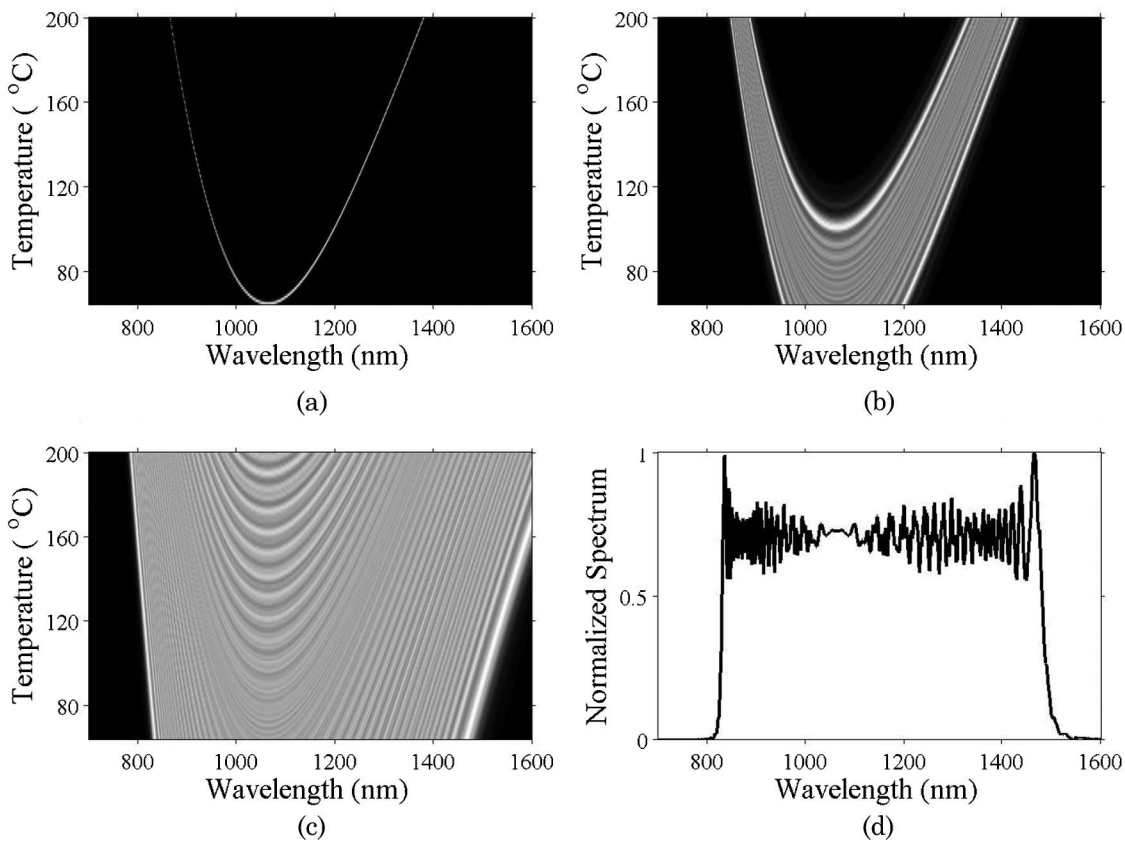 200
160
120
80
Temperature ( °C)
800 1000 1200 1400 1600
Wavelength (nm)
(a)
200
160
120
80
Temperature ( °C)
800 1000 1200 1400 1600
Wavelength (nm)
(b)
200
160
120
80
Temperature ( °C)
800 1000 1200 1400 1600
Wavelength (nm)
(c)
1
0.5
0
Normalized Spectrum
800 1000 1200 1400 1600
Wavelength (nm)
(d)